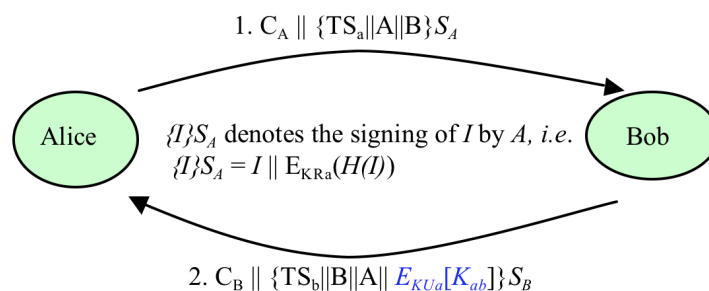 1. C_A || {TS_a||A||B}S_A
Alice
{I}S_A denotes the signing of I by A, i.e.
{I}S_A = I || E_KRa(H(I))
Bob
2. C_B || {TS_b||B||A|| E_KUa[K_ab]}S_B